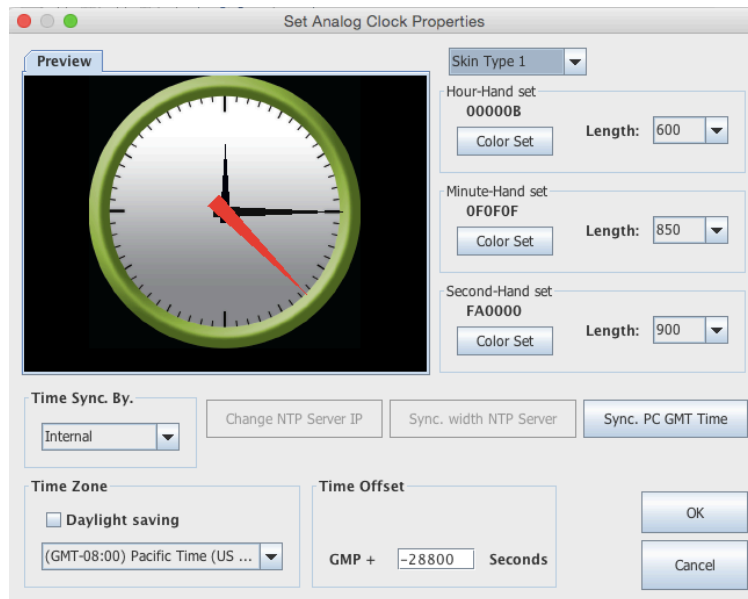 Set Analog Clock Properties
Preview
Skin Type 1
Hour-Hand set
00000B
Color Set
Length: 600
Minute-Hand set
0F0F0F
Color Set
Length: 850
Second-Hand set
FA0000
Color Set
Length: 900
Time Sync. By.
Internal
Change NTP Server IP
Sync. width NTP Server
Sync. PC GMT Time
Time Zone
Daylight saving
(GMT-08:00) Pacific Time (US ...
Time Offset
GMP + -28800 Seconds
OK
Cancel